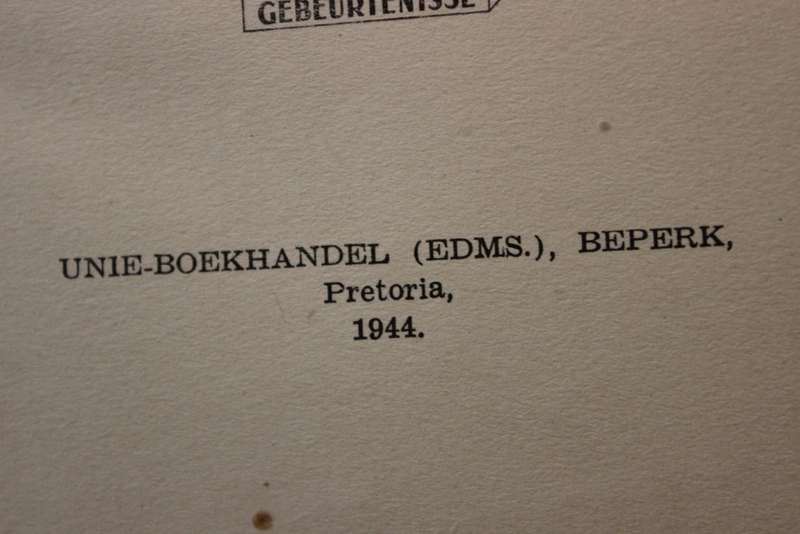 GEBEURTENISSE
UNIE-BOEKHANDEL (EDMS.), BEPERK,
Pretoria,
1944.